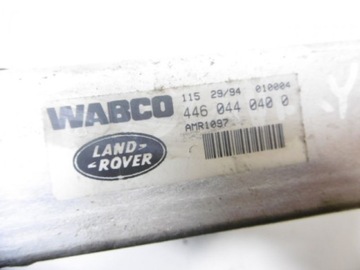 115 29/94 010004
WABCO 446 044 040 0
AMR1097
LAND-
-ROVER